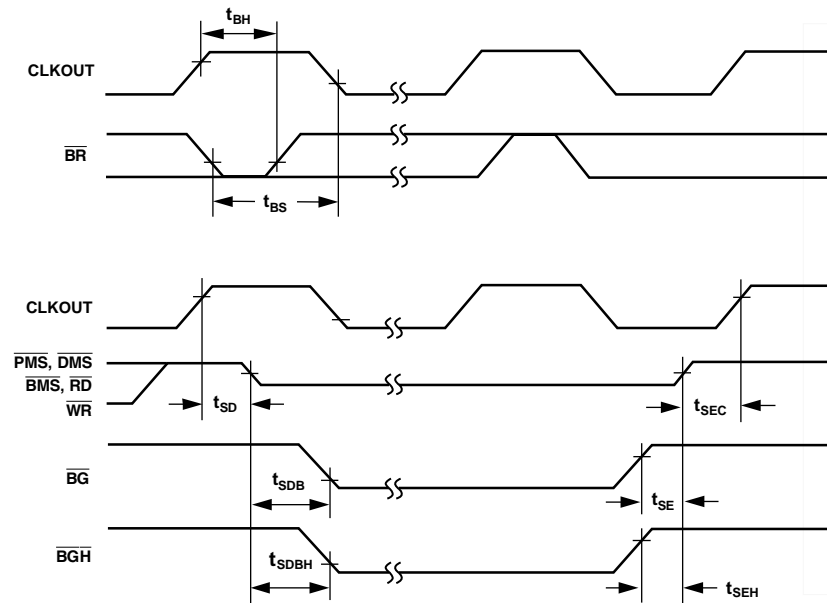 tBH
CLKOUT
BR
tBS
CLKOUT
PMS, DMS
BMS, RD
WR
tSD
tSEC
BG
tSDB
tSE
BGH
tSDBH
tSEH